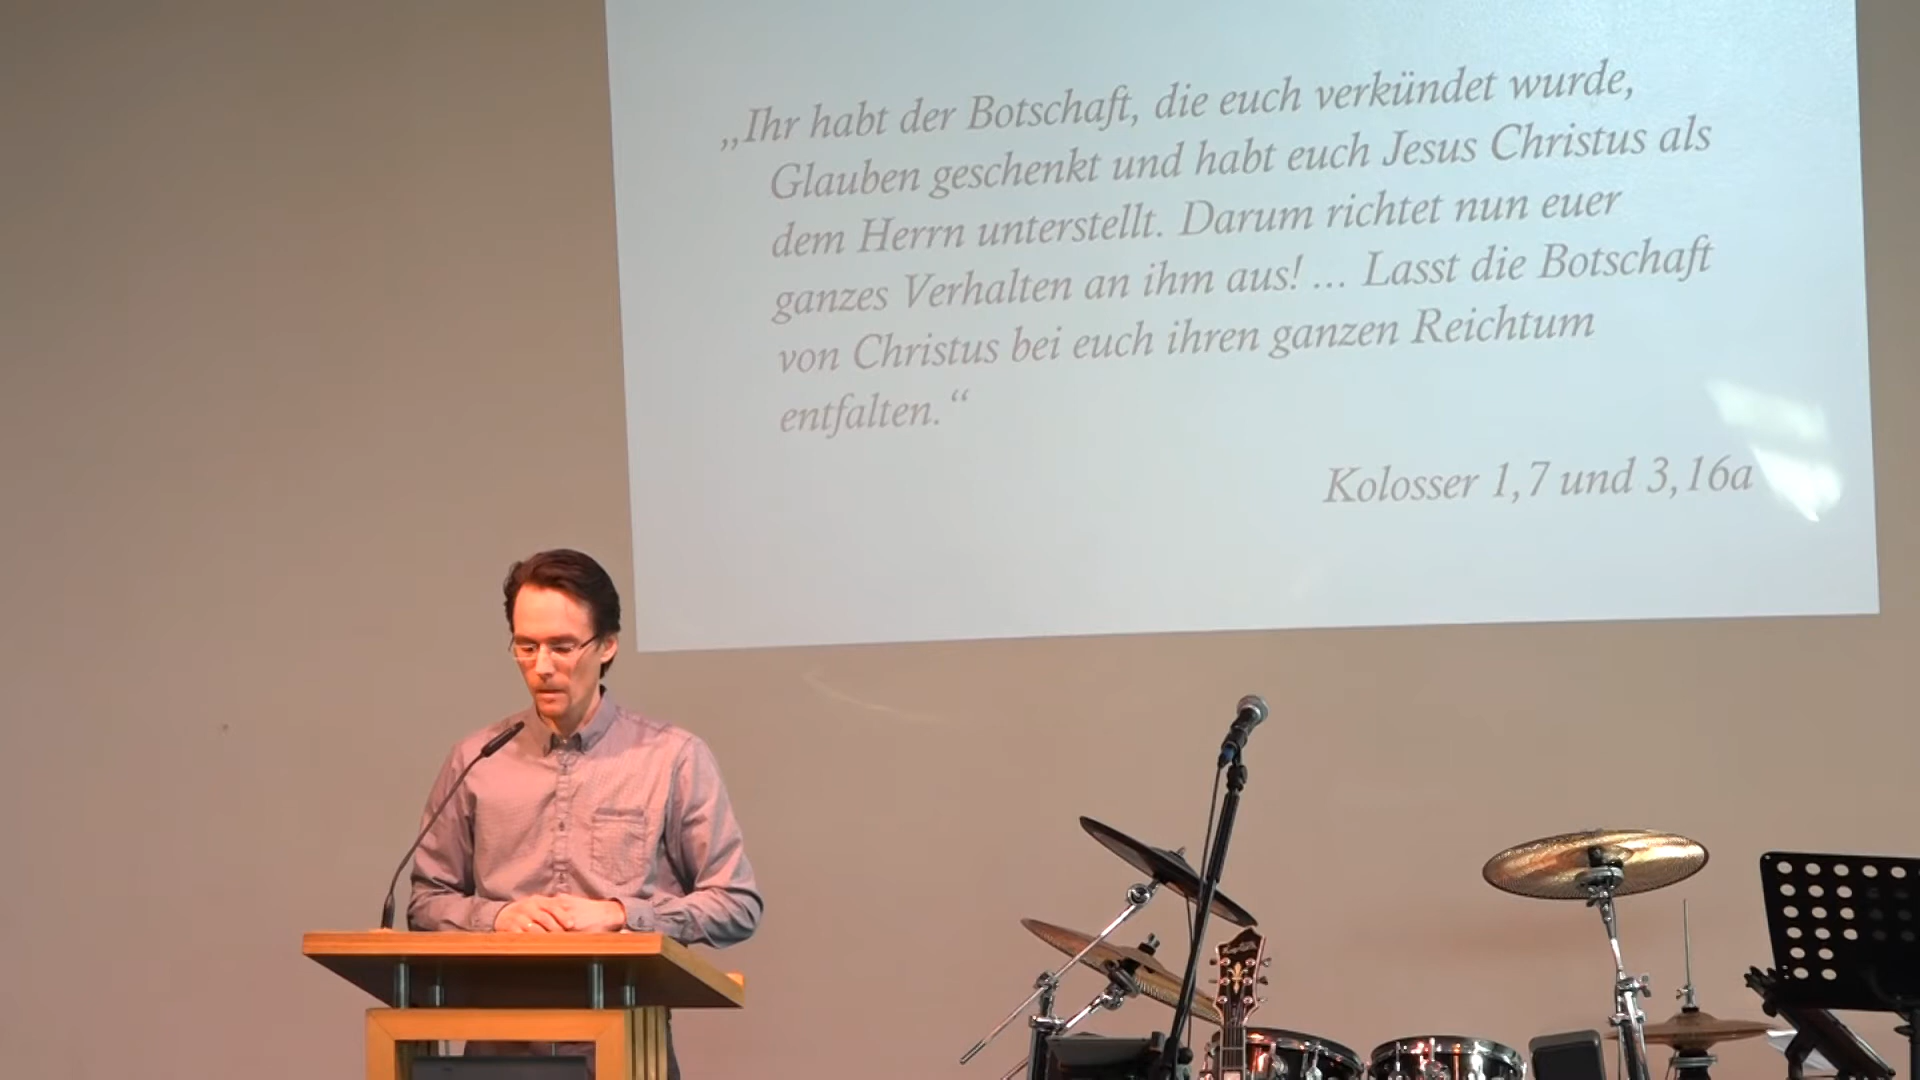 „Ihr habt der Botschaft, die euch verkündet wurde,
Glauben geschenkt und habt euch Jesus Christus als
dem Herrn unterstellt. Darum richtet nun euer
ganzes Verhalten an ihm aus! ... Lasst die Botschaft
von Christus bei euch ihren ganzen Reichtum
entfalten.“
Kolosser 1,7 und 3,16a